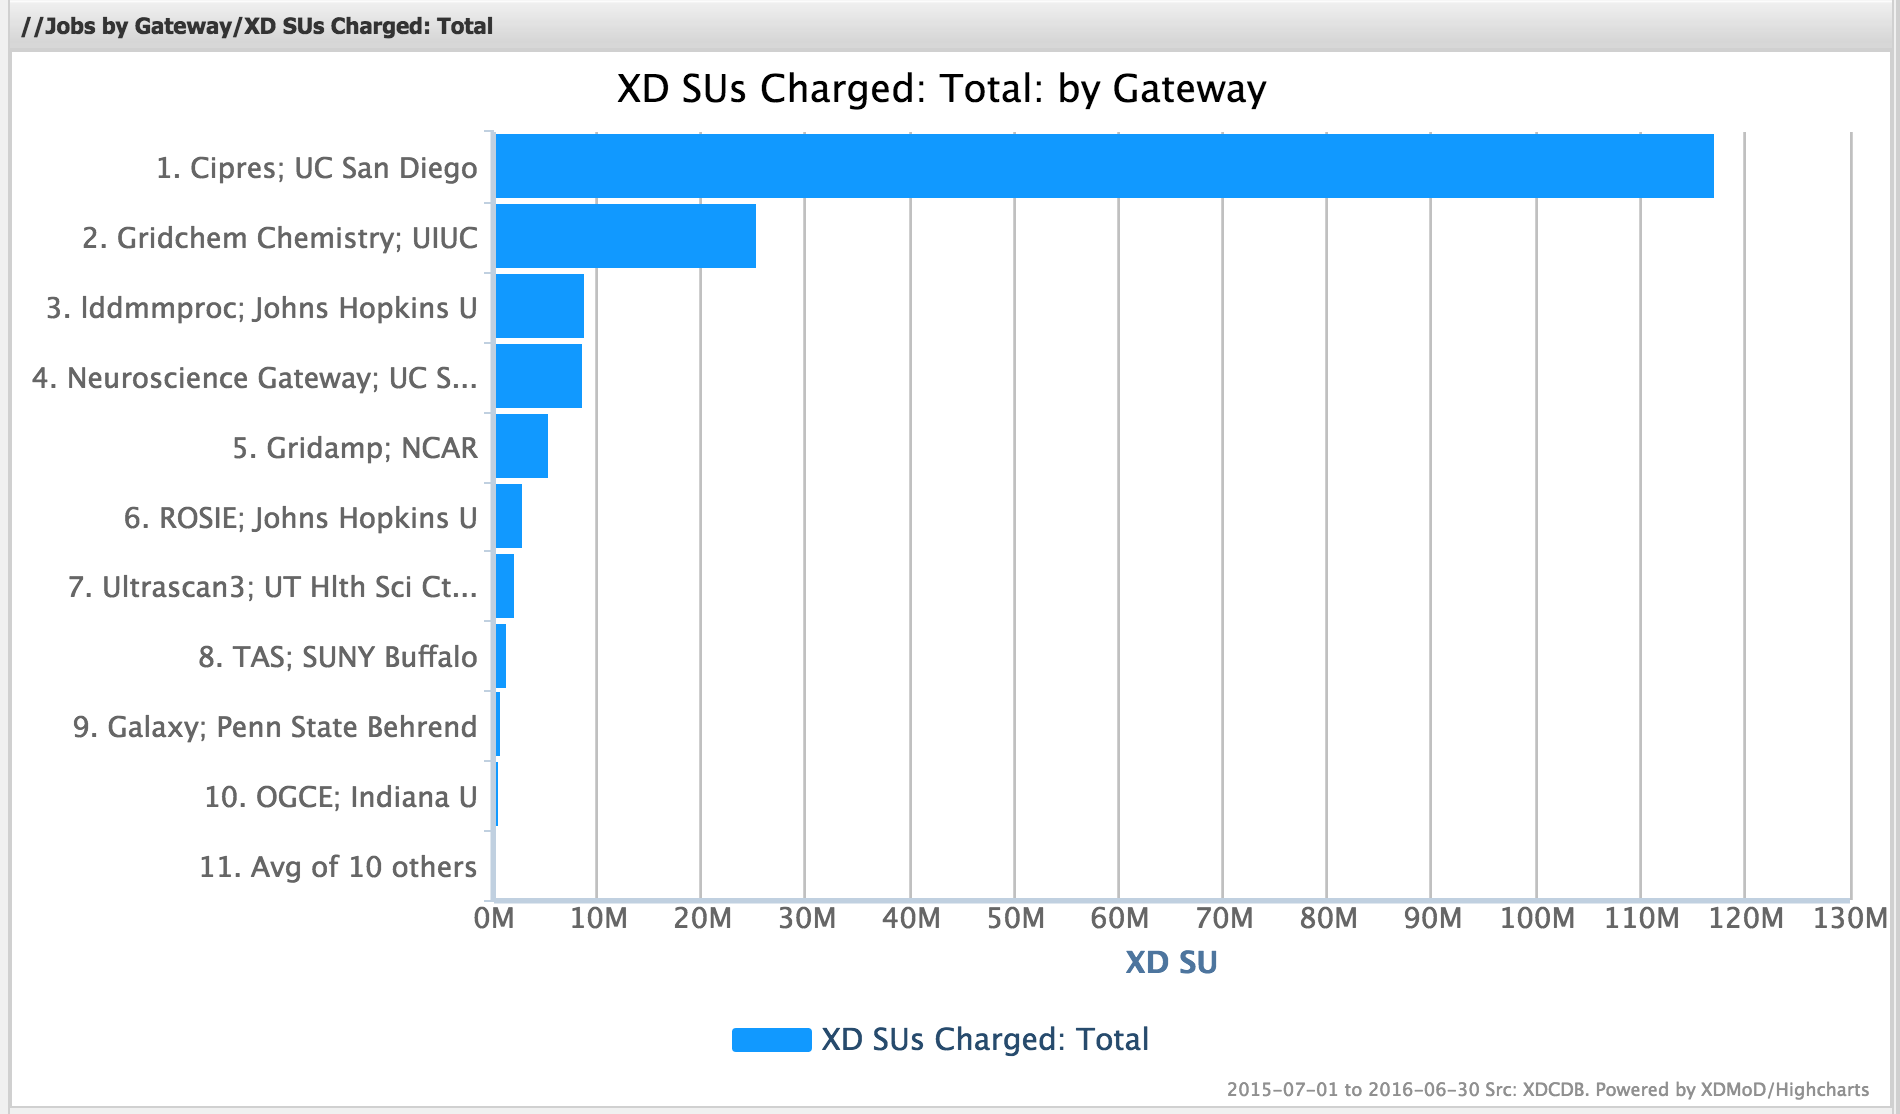 //Jobs by Gateway/XD SUs Charged: Total
XD SUs Charged: Total: by Gateway
1. Cipres; UC San Diego
2. Gridchem Chemistry; UIUC
3. lddmmproc; Johns Hopkins U
4. Neuroscience Gateway; UC S...
5. Gridamp; NCAR
6. ROSIE; Johns Hopkins U
7. Ultrascan3; UT Hlth Sci Ct...
8. TAS; SUNY Buffalo
9. Galaxy; Penn State Behrend
10. OGCE; Indiana U
11. Avg of 10 others
0M 10M 20M 30M 40M 50M 60M 70M 80M 90M 100M 110M 120M 130M
XD SU
XD SUs Charged: Total
2015-07-01 to 2016-06-30 Src: XDCDB. Powered by XDMoD/Highcharts